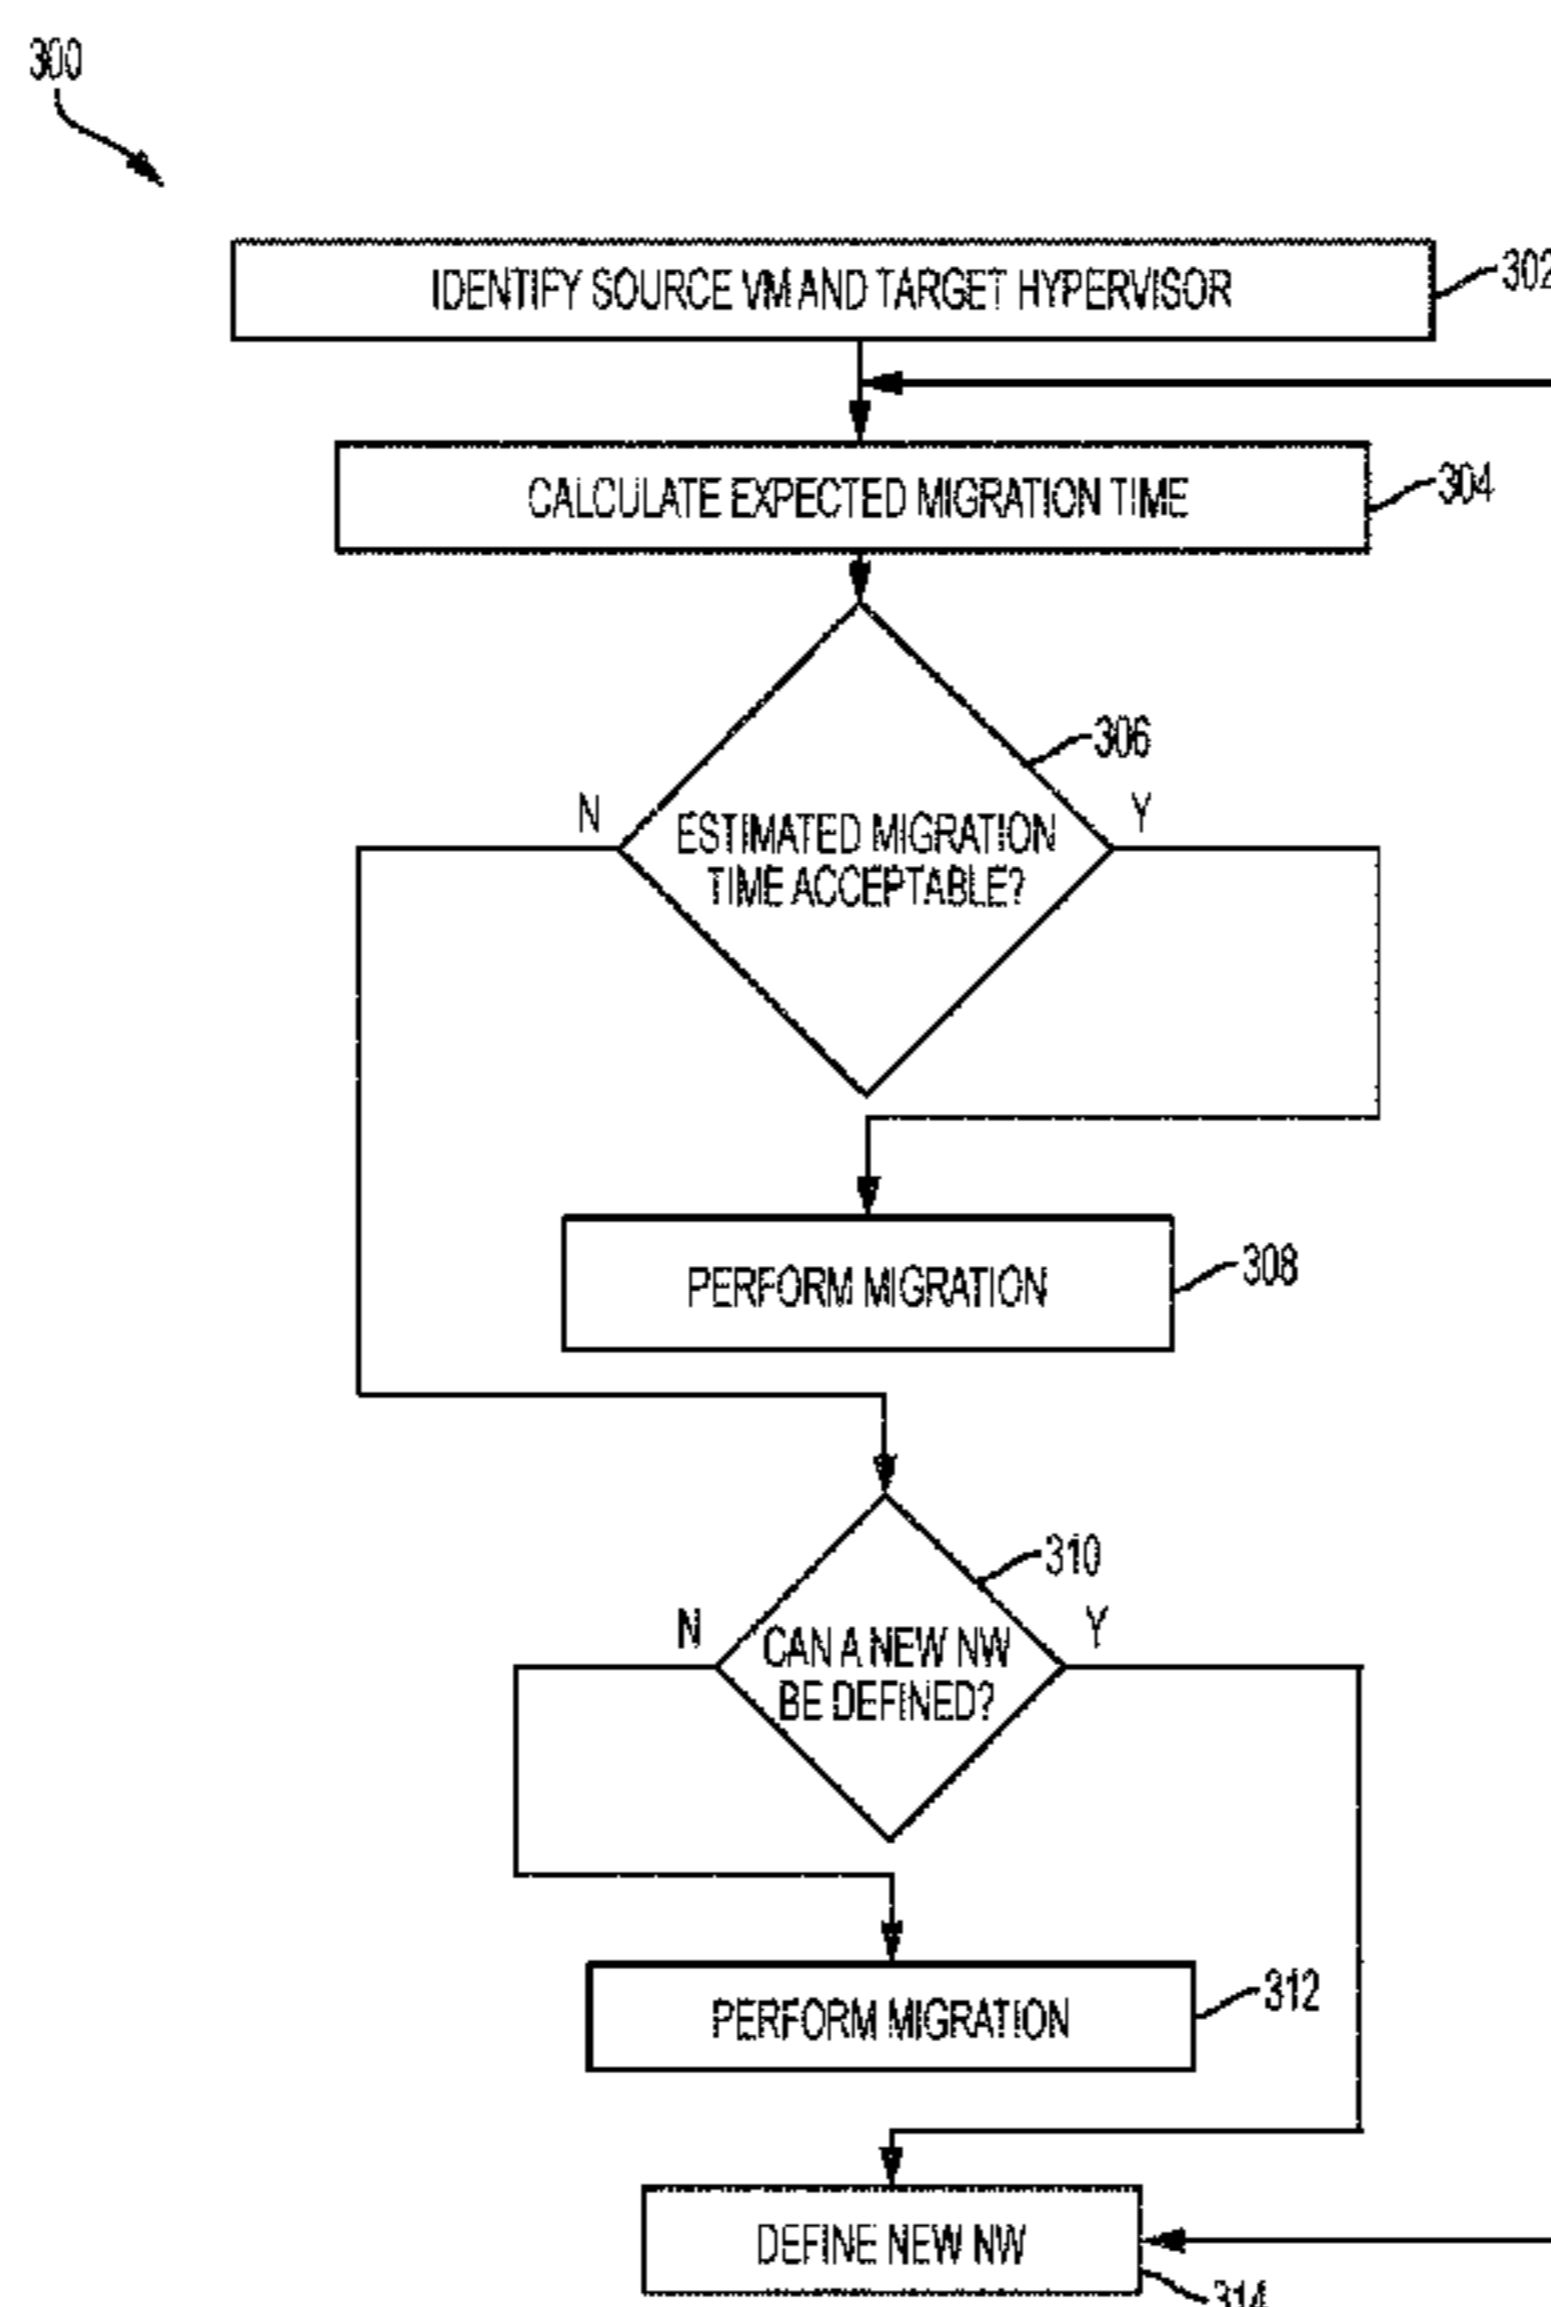 300
IDENTIFY SOURCE VM AND TARGET HYPERVISOR
302
CALCULATE EXPECTED MIGRATION TIME
304
306
N
Y
ESTIMATED MIGRATION
TIME ACCEPTABLE?
PERFORM MIGRATION
308
310
N
Y
CAN A NEW NW
BE DEFINED?
PERFORM MIGRATION
312
DEFINE NEW NW
314